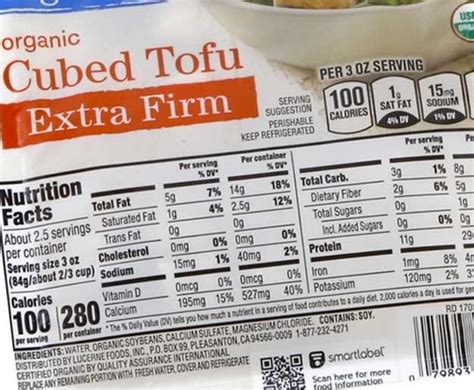 organic
Cubed Tofu
Extra Firm
USDA
SERVING
SUGGESTION
PERISHABLE
KEEP REFRIGERATED
PER 3 OZ SERVING
100
CALORIES
1g
SAT FAT
4% DV
15mg
SODIUM
1% DV
Nutrition
Facts
About 2.5 servings
per container
Serving size 3 oz
(84g/about 2/3 cup)
Calories
100 per serving
280 per container
Per serving Per container
% DV* % DV*
Total Fat 5g 7% 14g 18%
Saturated Fat 1g 4% 2.5g 12%
Trans Fat 0g 0g
Cholesterol 0mg 0% 0mg 0%
Sodium 15mg 1% 40mg 2%
Vitamin D 0mcg 0% 0mcg 0%
Calcium 195mg 15% 527mg 40%
Per serving
% DV*
Total Carb. 3g 1% 8g
Dietary Fiber 2g 6% 5g
Total Sugars 0g 1g
Incl. Added Sugars 0g 0% 0g
Protein 11g
Iron 1mg 8%
Potassium 120mg 2%
* The % Daily Value (DV) tells you how much a nutrient in a serving of food contributes to a daily diet. 2,000 calories a day is used for
INGREDIENTS: WATER, ORGANIC SOYBEANS, CALCIUM SULFATE, MAGNESIUM CHLORIDE. CONTAINS: SOY.
DISTRIBUTED BY LUCERNE FOODS, INC., P.O. BOX 99, PLEASANTON, CA 94566-0009 1-877-232-4271
CERTIFIED ORGANIC BY QUALITY ASSURANCE INTERNATIONAL
REPLACE ANY REMAINING PORTION IN FRESH WATER, COVER AND REFRIGERATE
smartlabel
Scan here for more
food information
79893